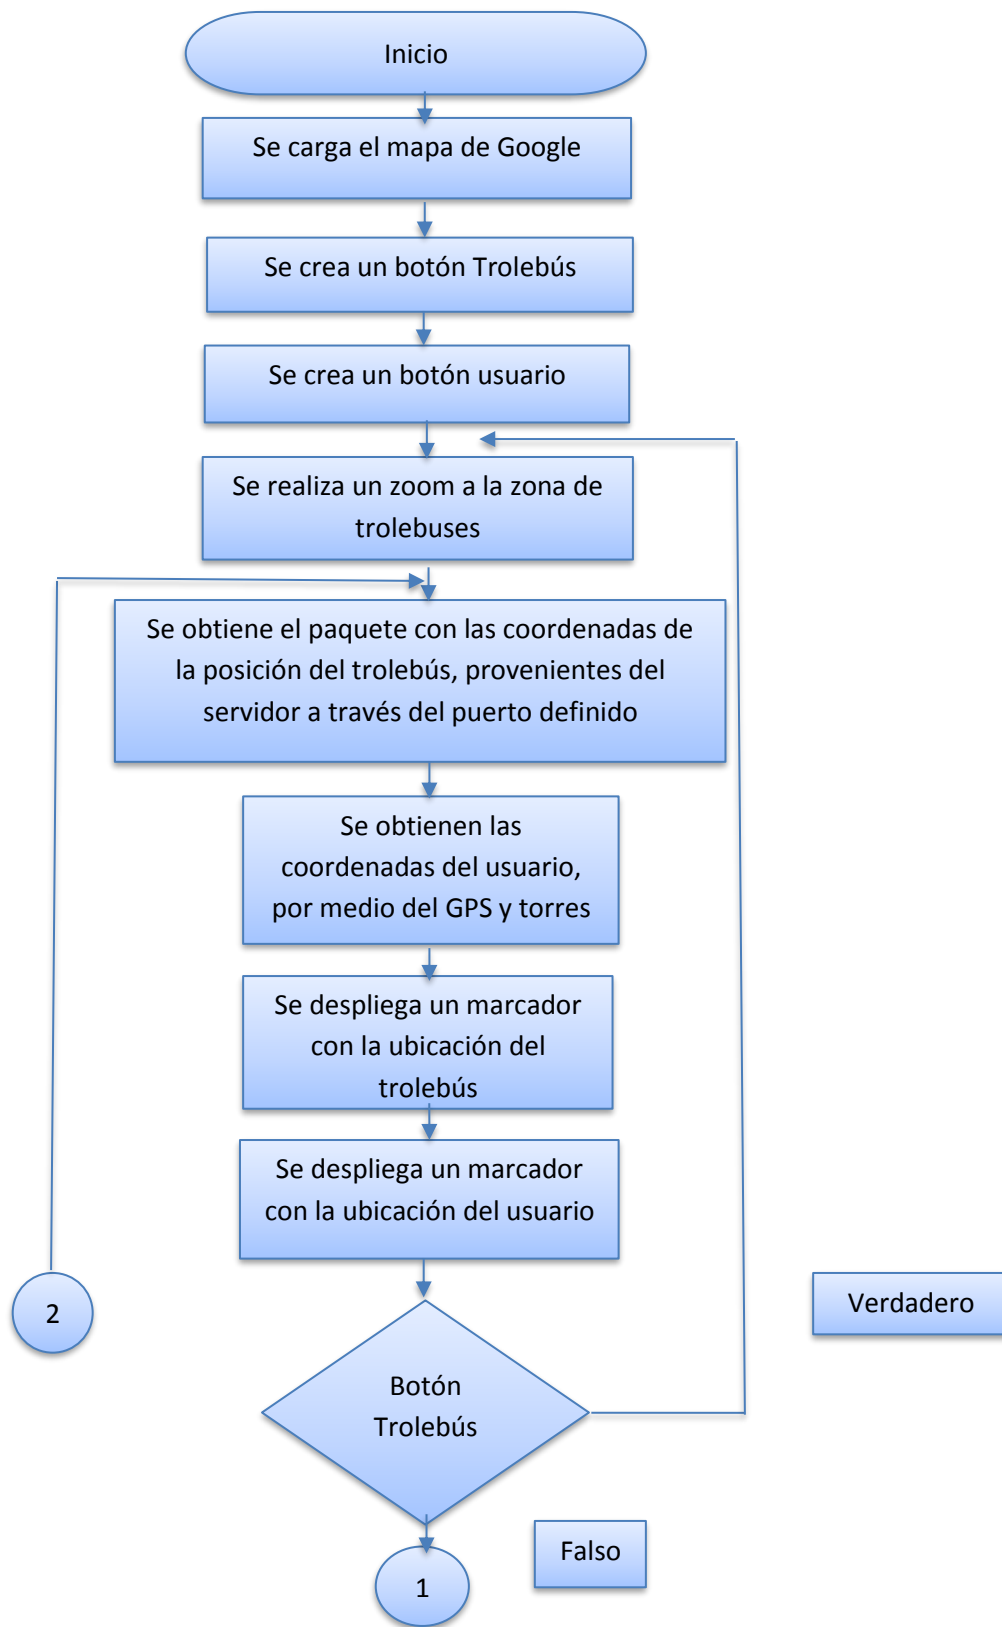 Inicio
Se carga el mapa de Google
Se crea un botón Trolebús
Se crea un botón usuario
Se realiza un zoom a la zona de
trolebuses
Se obtiene el paquete con las coordenadas de
la posición del trolebús, provenientes del
servidor a través del puerto definido
Se obtienen las
coordenadas del usuario,
por medio del GPS y torres
Se despliega un marcador
con la ubicación del
trolebús
Se despliega un marcador
con la ubicación del usuario
2
Verdadero
Botón
Trolebús
Falso
1